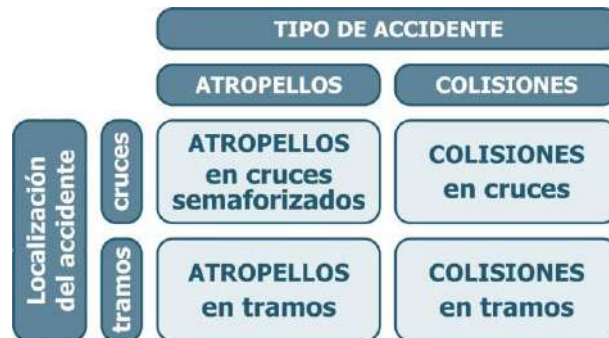 TIPO DE ACCIDENTE
ATROPELLOS
COLISIONES
Localización
del accidente
cruces
ATROPELLOS
en cruces
semaforizados
COLISIONES
en cruces
tramos
ATROPELLOS
en tramos
COLISIONES
en tramos